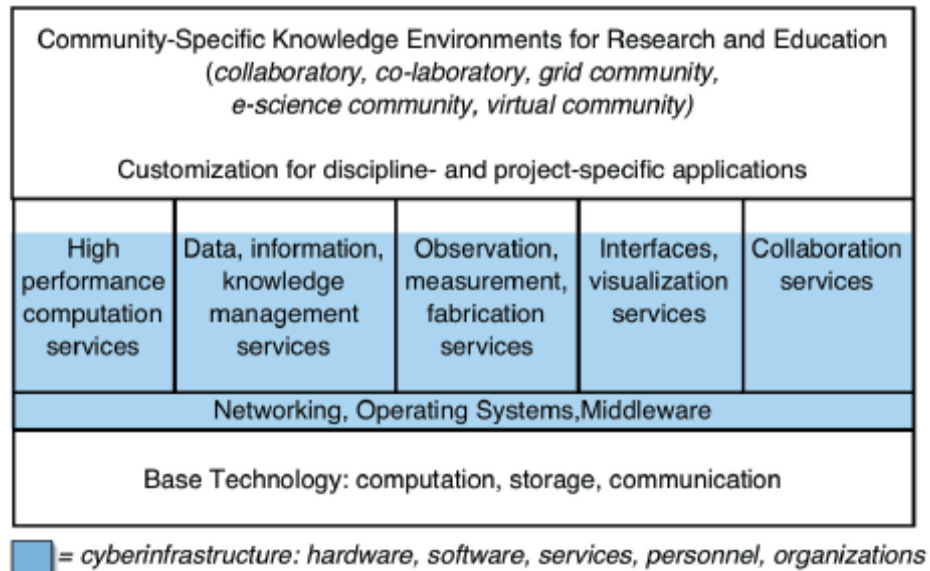 Community-Specific Knowledge Environments for Research and Education
(collaboratory, co-laboratory, grid community,
e-science community, virtual community)
Customization for discipline- and project-specific applications
High
performance
computation
services
Data, information,
knowledge
management
services
Observation,
measurement,
fabrication
services
Interfaces,
visualization
services
Collaboration
services
Networking, Operating Systems,Middleware
Base Technology: computation, storage, communication
= cyberinfrastructure: hardware, software, services, personnel, organizations